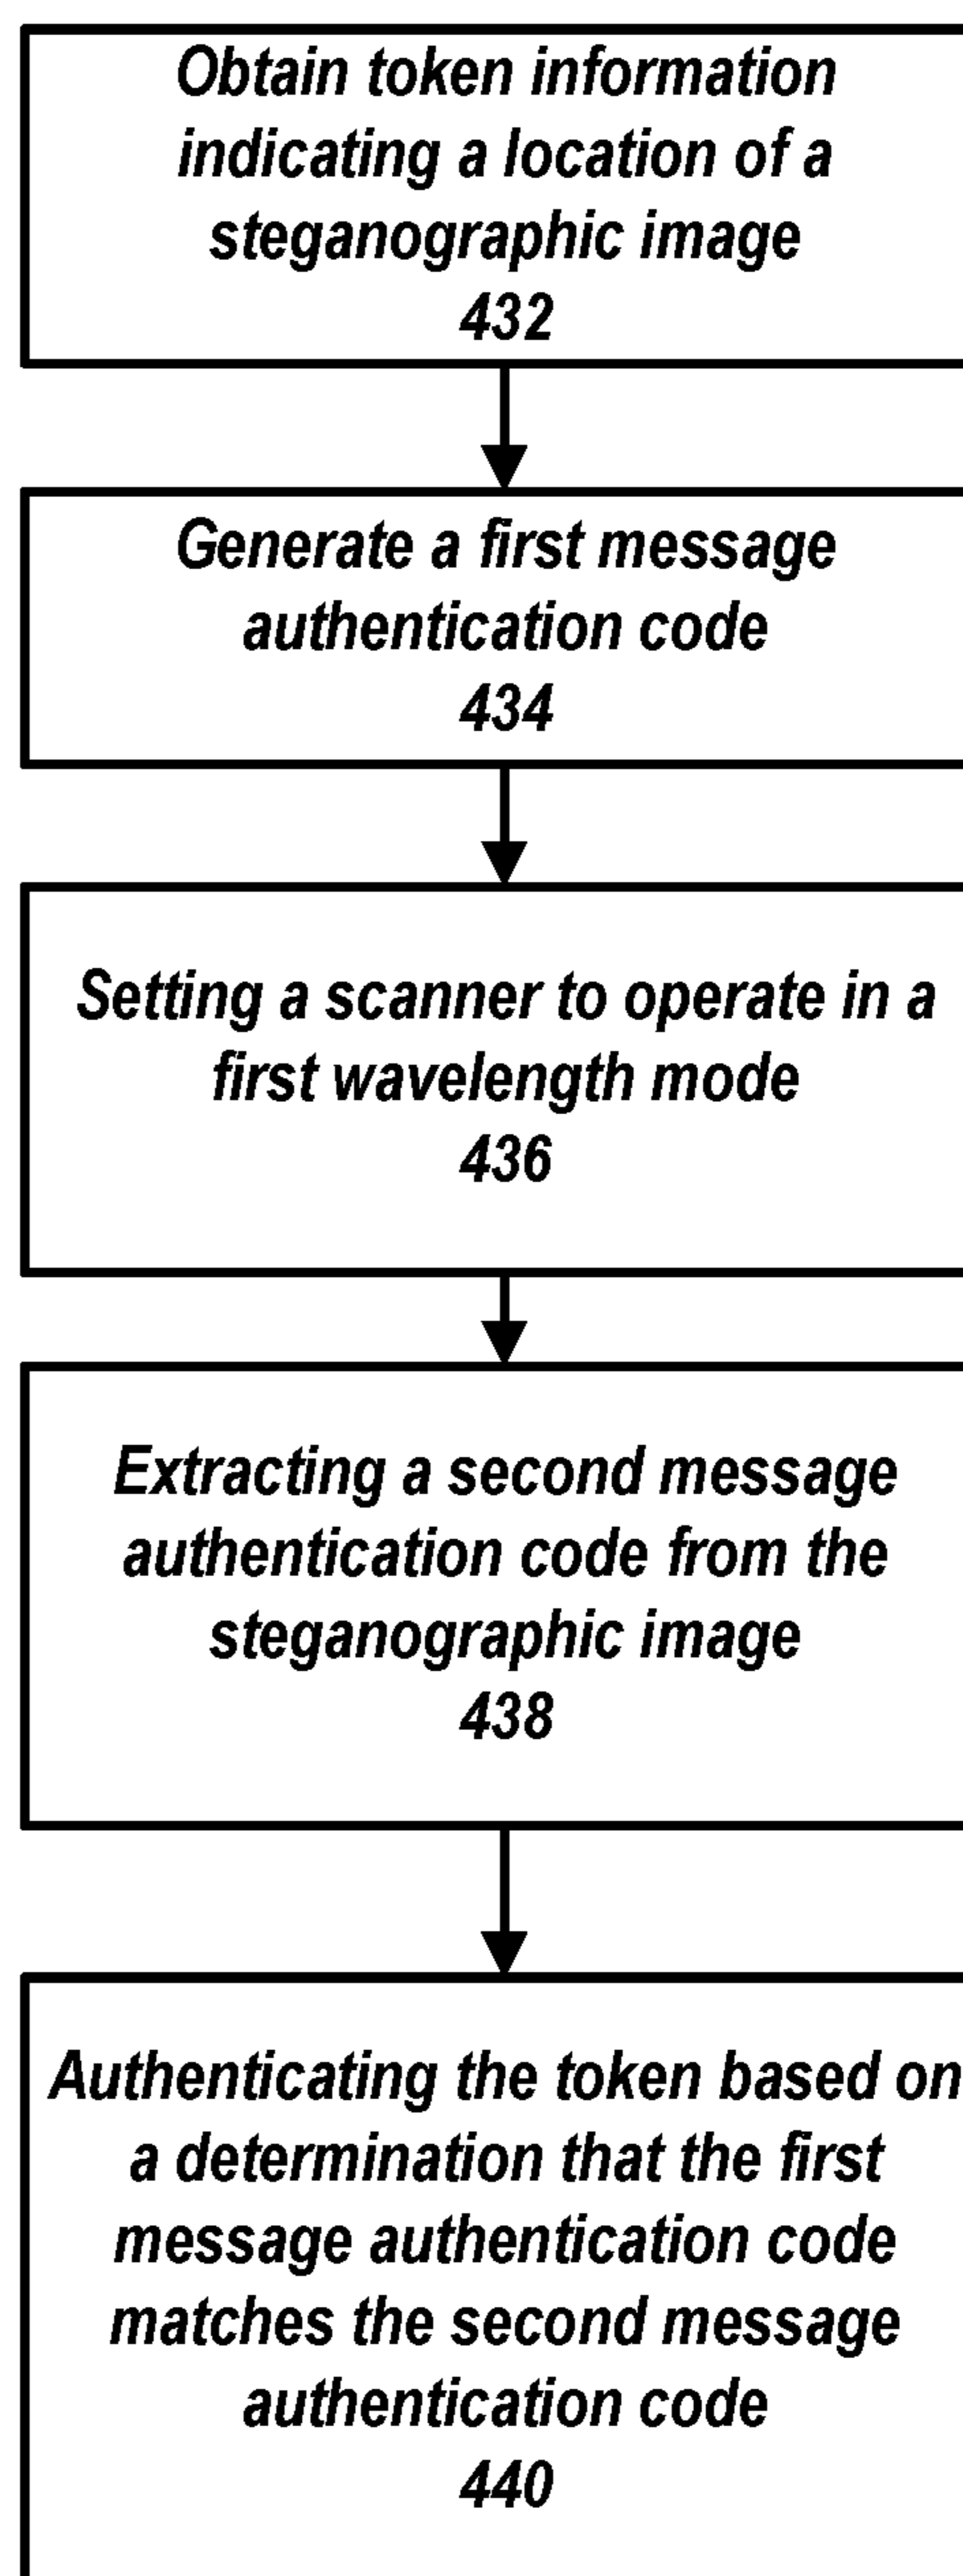 Obtain token information
indicating a location of a
steganographic image
432
Generate a first message
authentication code
434
Setting a scanner to operate in a
first wavelength mode
436
Extracting a second message
authentication code from the
steganographic image
438
Authenticating the token based on
a determination that the first
message authentication code
matches the second message
authentication code
440